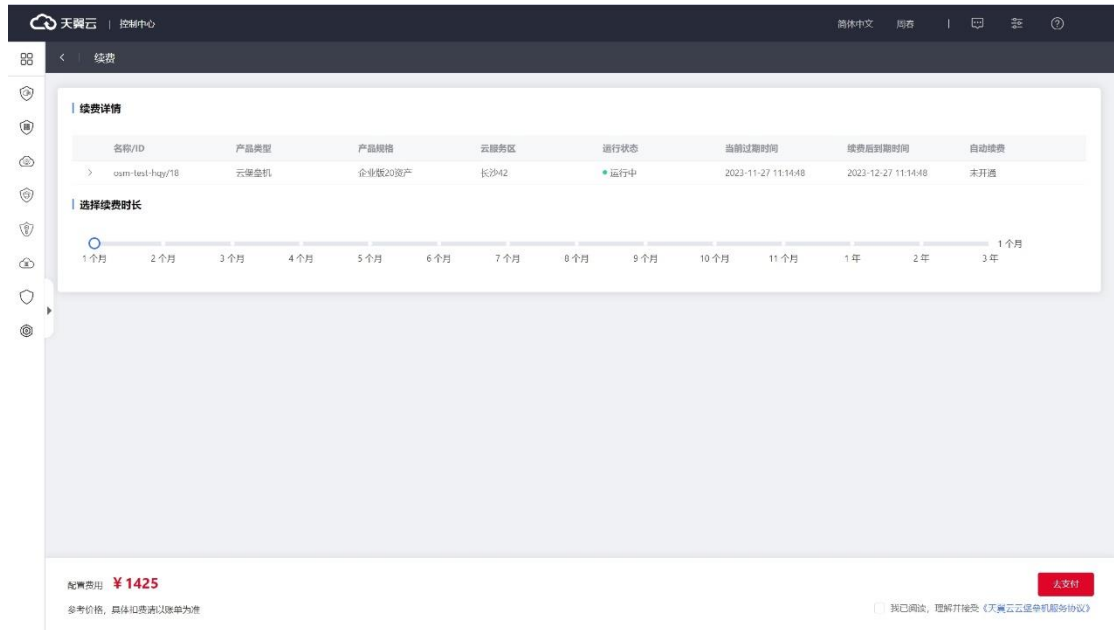 天翼云 | 控制中心 简体中文 周春
续费
续费详情
名称/ID 产品类型 产品规格 云服务区 运行状态 当前过期时间 续费后到期时间 自动续费
osm-test-hqy/18 云堡垒机 企业版20资产 长沙42 运行中 2023-11-27 11:14:48 2023-12-27 11:14:48 未开通
选择续费时长
1个月
1个月 2个月 3个月 4个月 5个月 6个月 7个月 8个月 9个月 10个月 11个月 1年 2年 3年
配置费用 ¥1425
去支付
参考价格，具体扣费请以账单为准
我已阅读，理解并接受《天翼云云堡垒机服务协议》